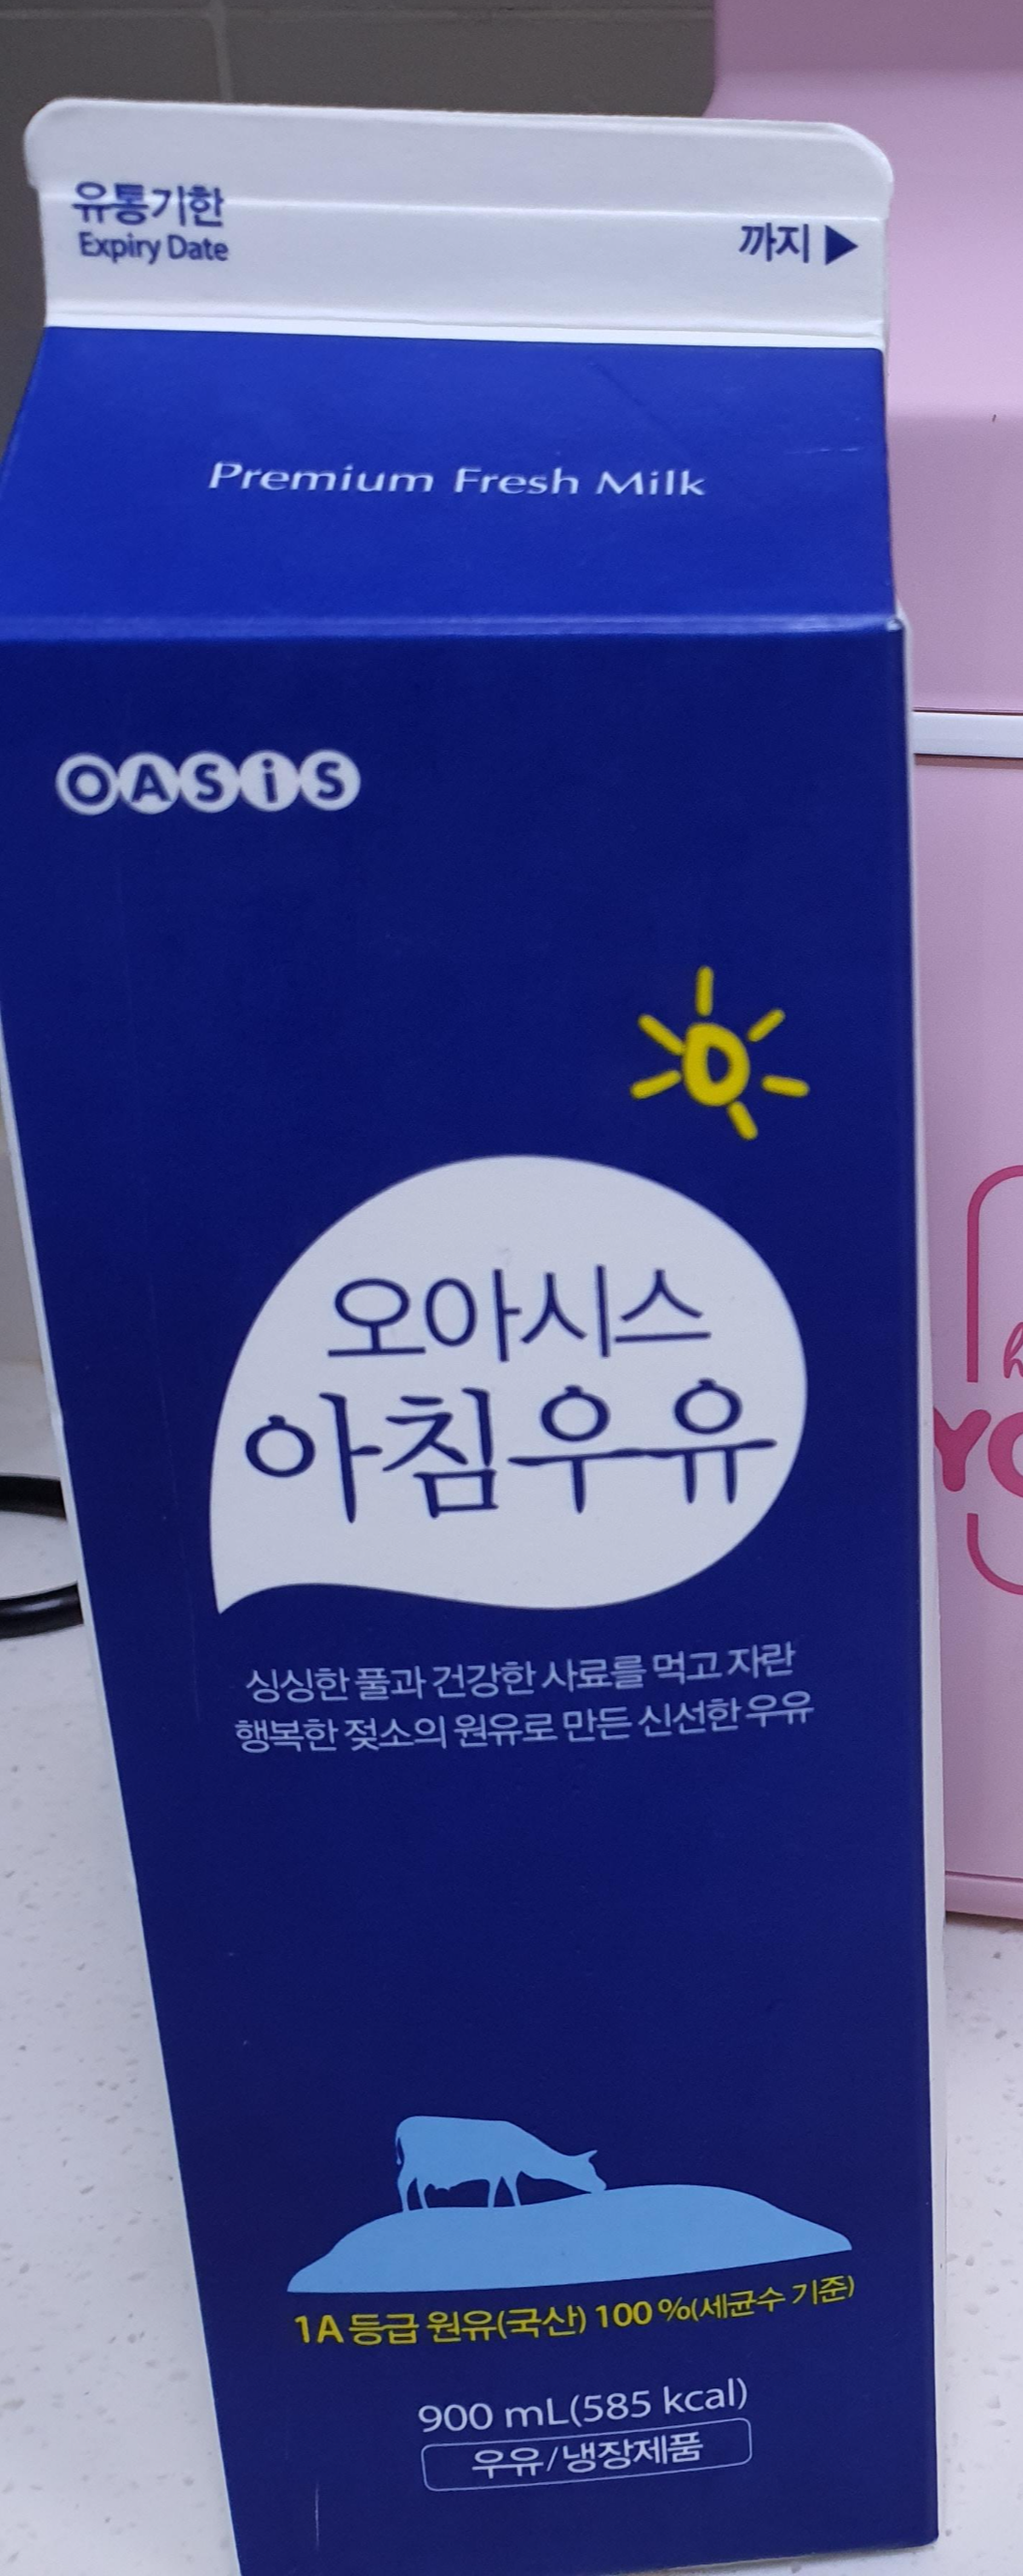 유통기한
Expiry Date
까지 ▶
Premium Fresh Milk
OASiS
오아시스
아침우유
싱싱한 풀과 건강한 사료를 먹고 자란
행복한 젖소의 원유로 만든 신선한 우유
1A등급 원유(국산) 100%(세균수 기준)
900 mL(585 kcal)
우유/냉장제품